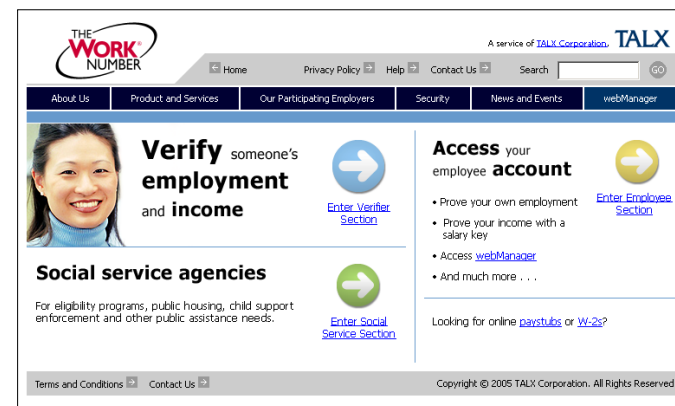 THE
WORK
NUMBER
®
A service of TALX Corporation. TALX
Home Privacy Policy Help Contact Us Search GO
About Us Product and Services Our Participating Employers Security News and Events webManager
Verify someone's
employment
and income
Enter Verifier
Section
Access your
employee account
• Prove your own employment
• Prove your income with a
salary key
• Access webManager
• And much more . . .
Enter Employee
Section
Social service agencies
For eligibility programs, public housing, child support
enforcement and other public assistance needs.
Enter Social
Service Section
Looking for online paystubs or W-2s?
Terms and Conditions Contact Us Copyright © 2005 TALX Corporation. All Rights Reserved